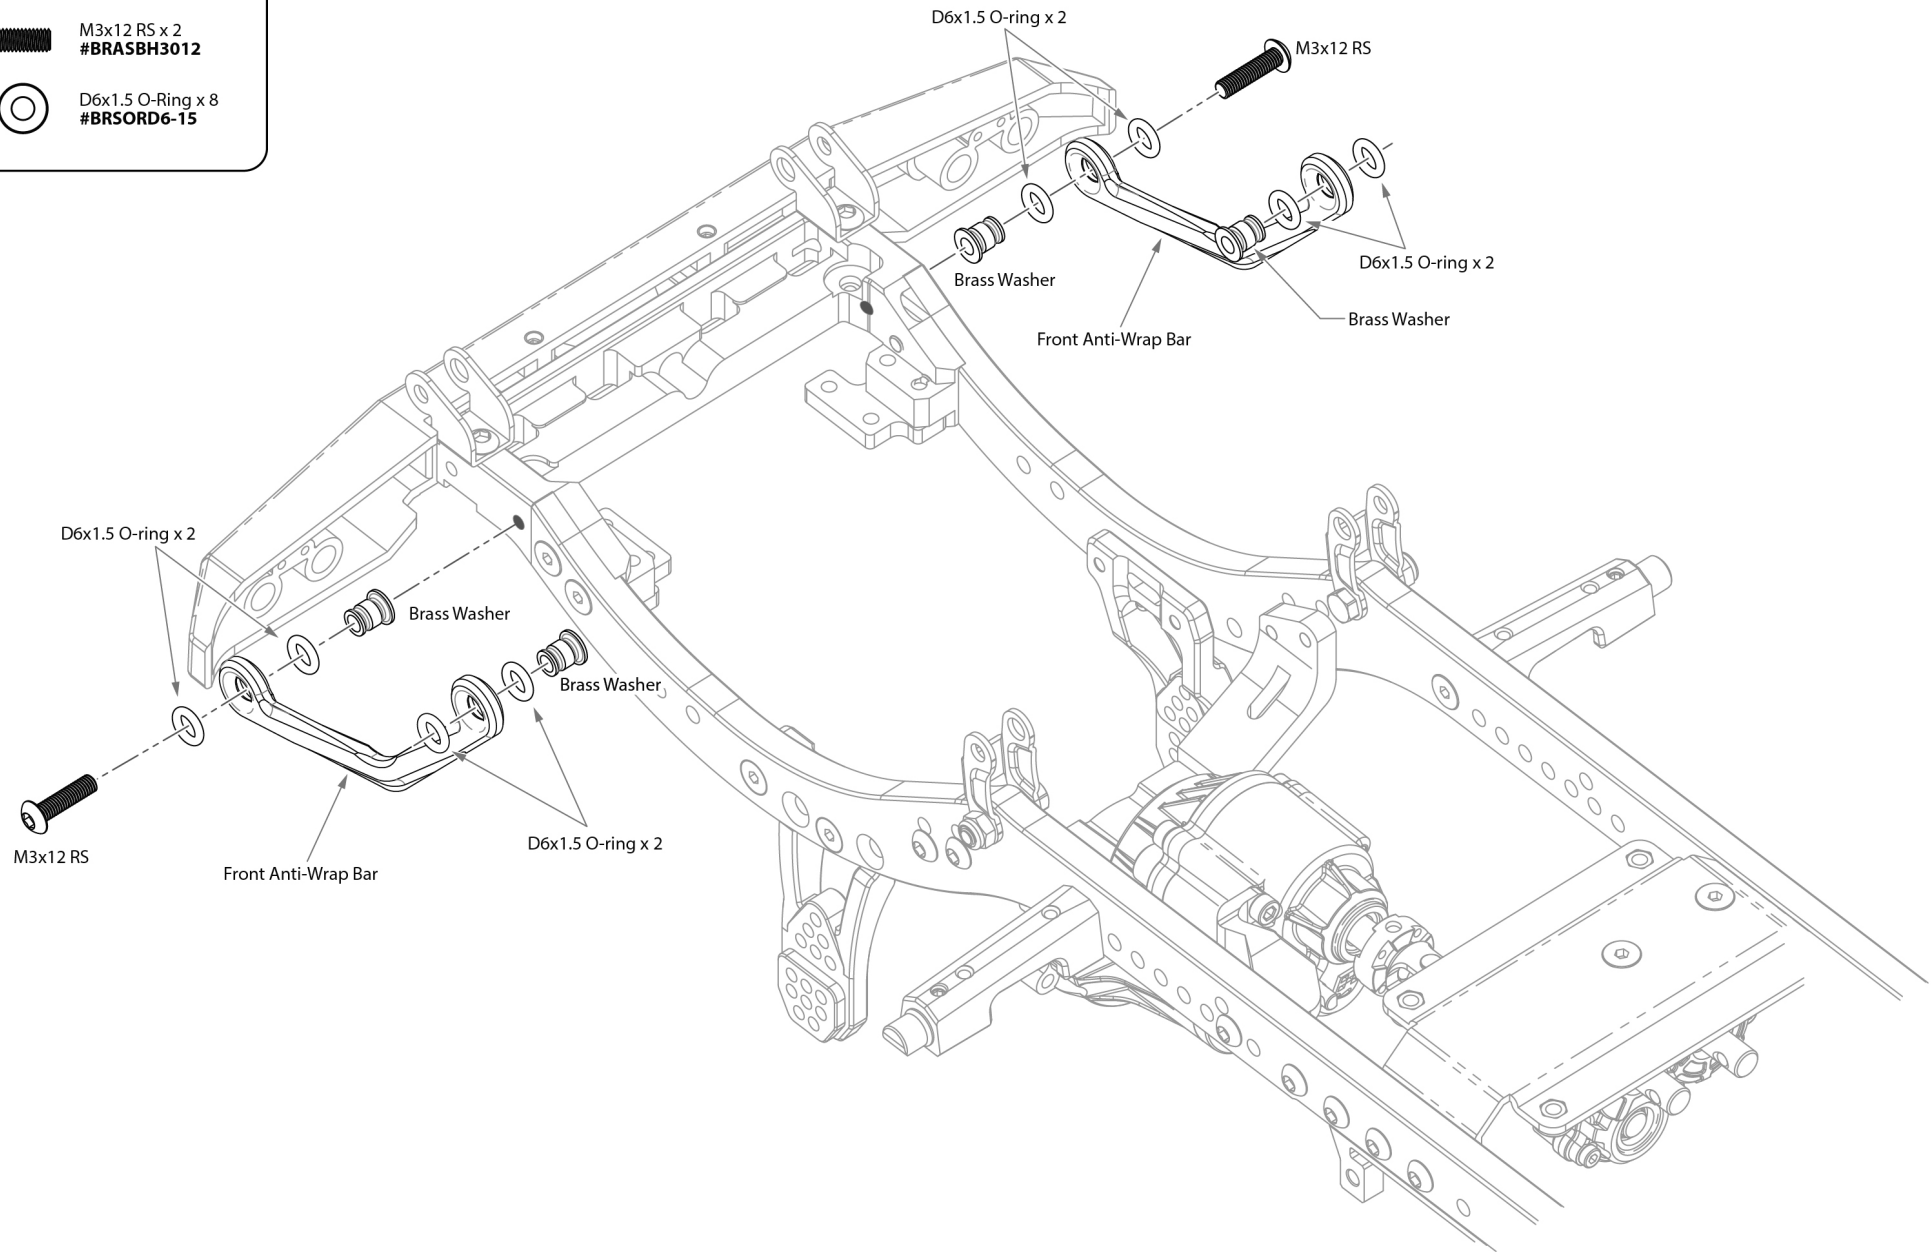 M3x12 RS x 2
#BRASBH3012
D6x1.5 O-Ring x 8
#BRSORD6-15
D6x1.5 O-ring x 2
M3x12 RS
Brass Washer
D6x1.5 O-ring x 2
Brass Washer
Front Anti-Wrap Bar
D6x1.5 O-ring x 2
Brass Washer
Brass Washer
D6x1.5 O-ring x 2
M3x12 RS
Front Anti-Wrap Bar